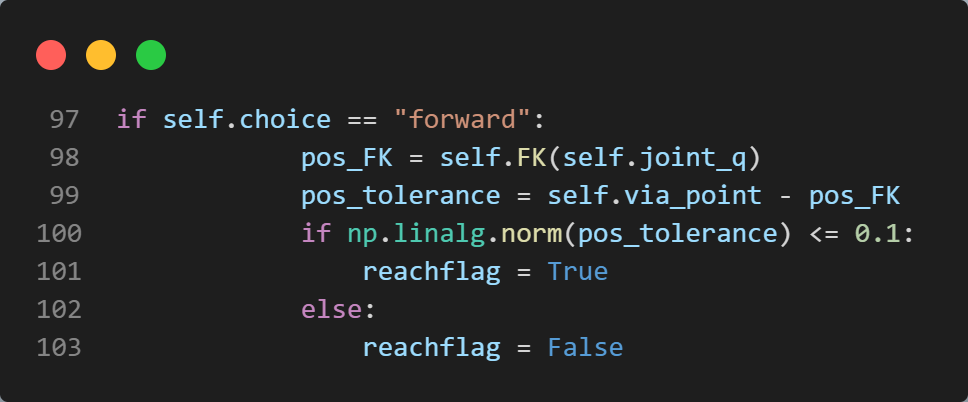 97 if self.choice == "forward":
98 pos_FK = self.FK(self.joint_q)
99 pos_tolerance = self.via_point - pos_FK
100 if np.linalg.norm(pos_tolerance) <= 0.1:
101 reachflag = True
102 else:
103 reachflag = False